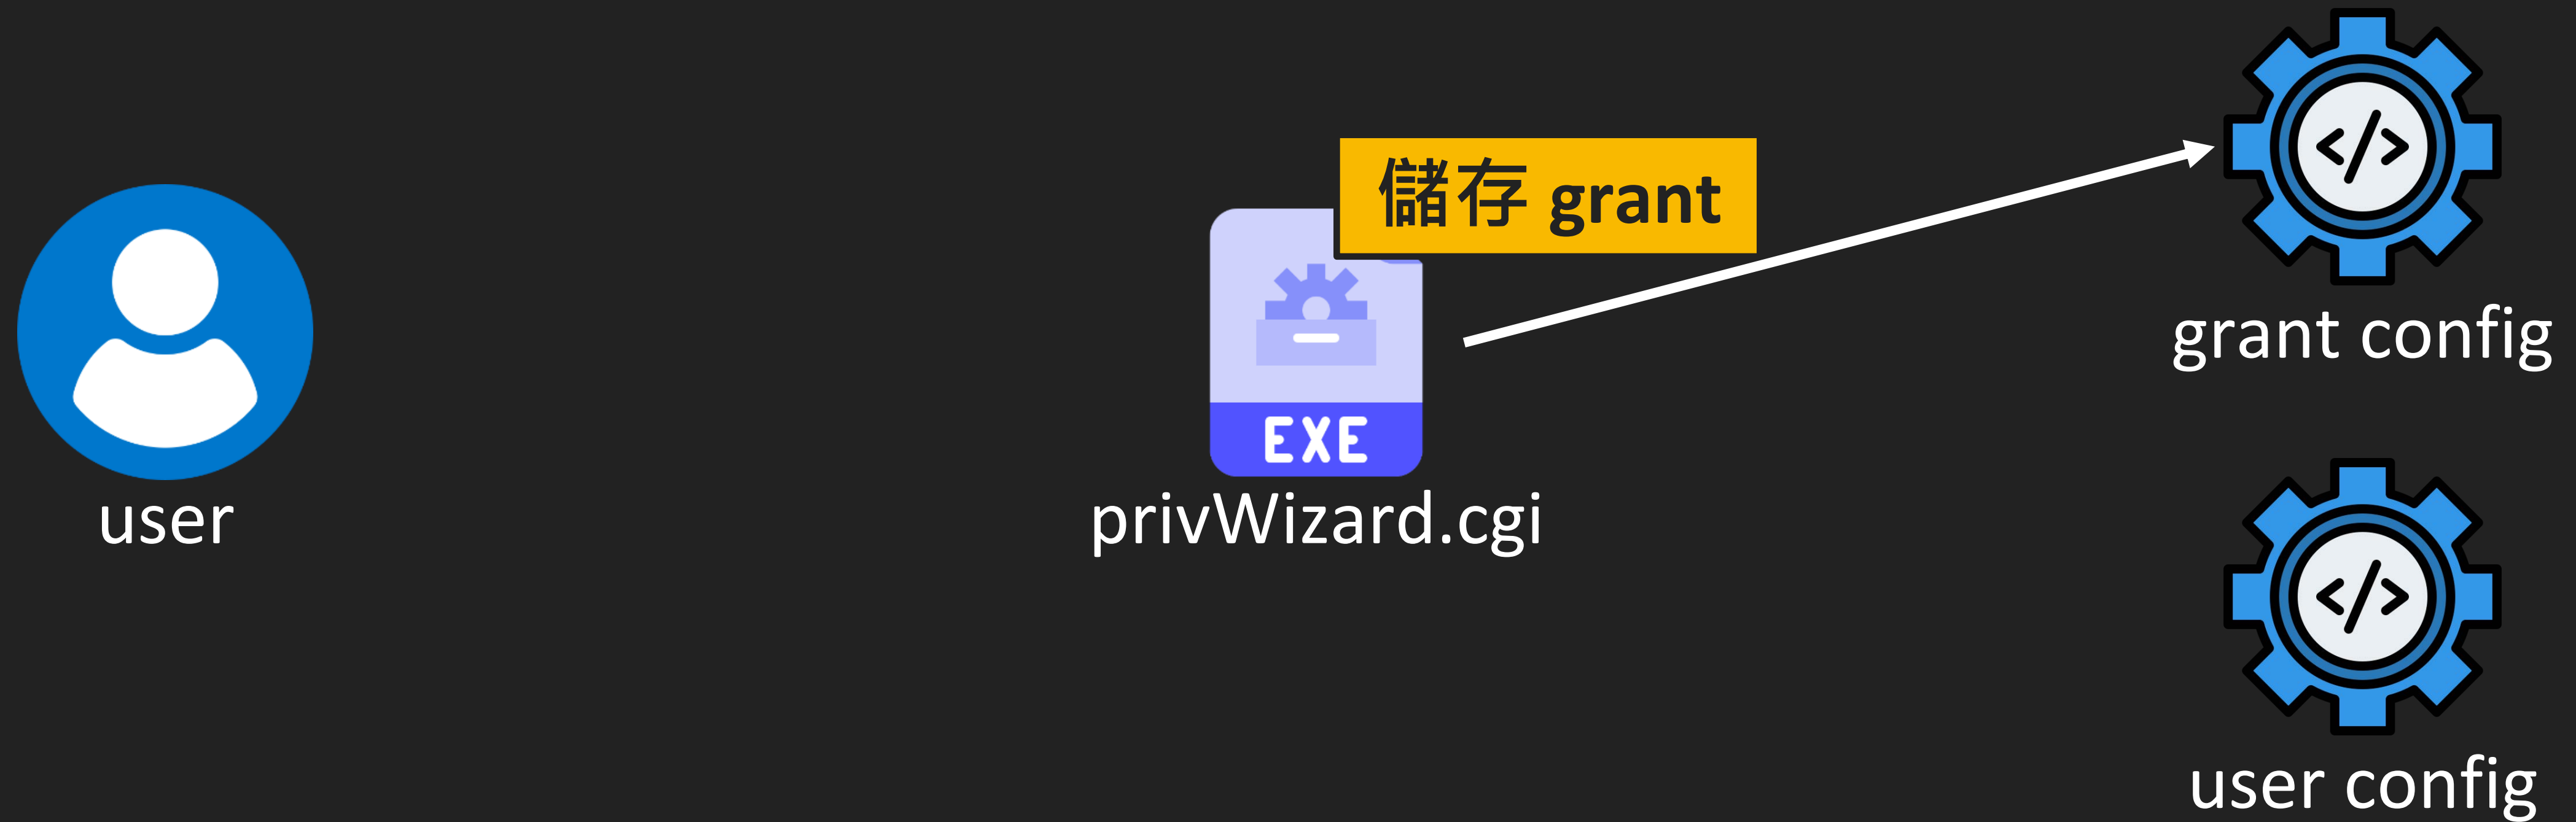 儲存 grant
</>
grant config
EXE
user
privWizard.cgi
</>
user config